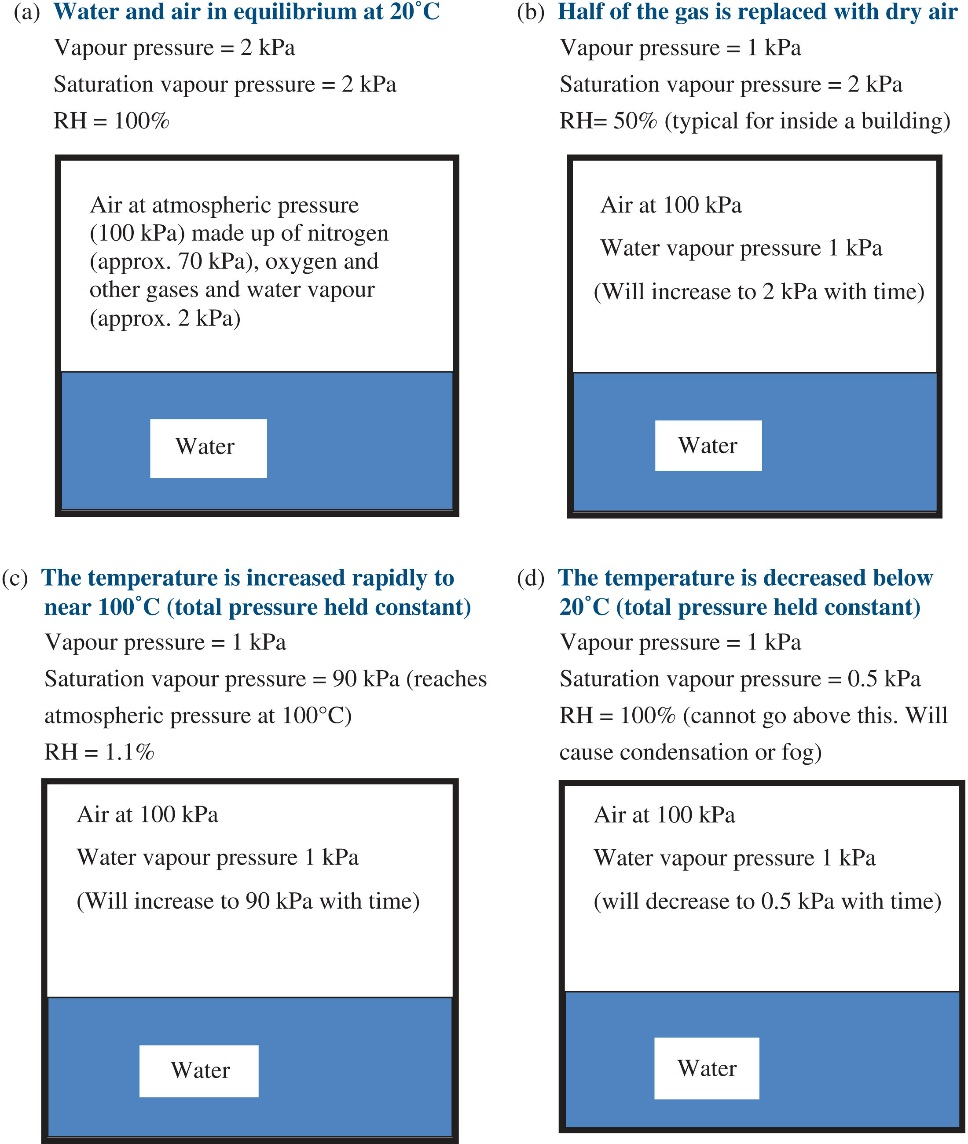 (a) Water and air in equilibrium at 20˚C
Vapour pressure = 2 kPa
Saturation vapour pressure = 2 kPa
RH = 100%
Air at atmospheric pressure
(100 kPa) made up of nitrogen
(approx. 70 kPa), oxygen and
other gases and water vapour
(approx. 2 kPa)
Water
(b) Half of the gas is replaced with dry air
Vapour pressure = 1 kPa
Saturation vapour pressure = 2 kPa
RH= 50% (typical for inside a building)
Air at 100 kPa
Water vapour pressure 1 kPa
(Will increase to 2 kPa with time)
Water
(c) The temperature is increased rapidly to
near 100˚C (total pressure held constant)
Vapour pressure = 1 kPa
Saturation vapour pressure = 90 kPa (reaches
atmospheric pressure at 100°C)
RH = 1.1%
Air at 100 kPa
Water vapour pressure 1 kPa
(Will increase to 90 kPa with time)
Water
(d) The temperature is decreased below
20˚C (total pressure held constant)
Vapour pressure = 1 kPa
Saturation vapour pressure = 0.5 kPa
RH = 100% (cannot go above this. Will
cause condensation or fog)
Air at 100 kPa
Water vapour pressure 1 kPa
(will decrease to 0.5 kPa with time)
Water